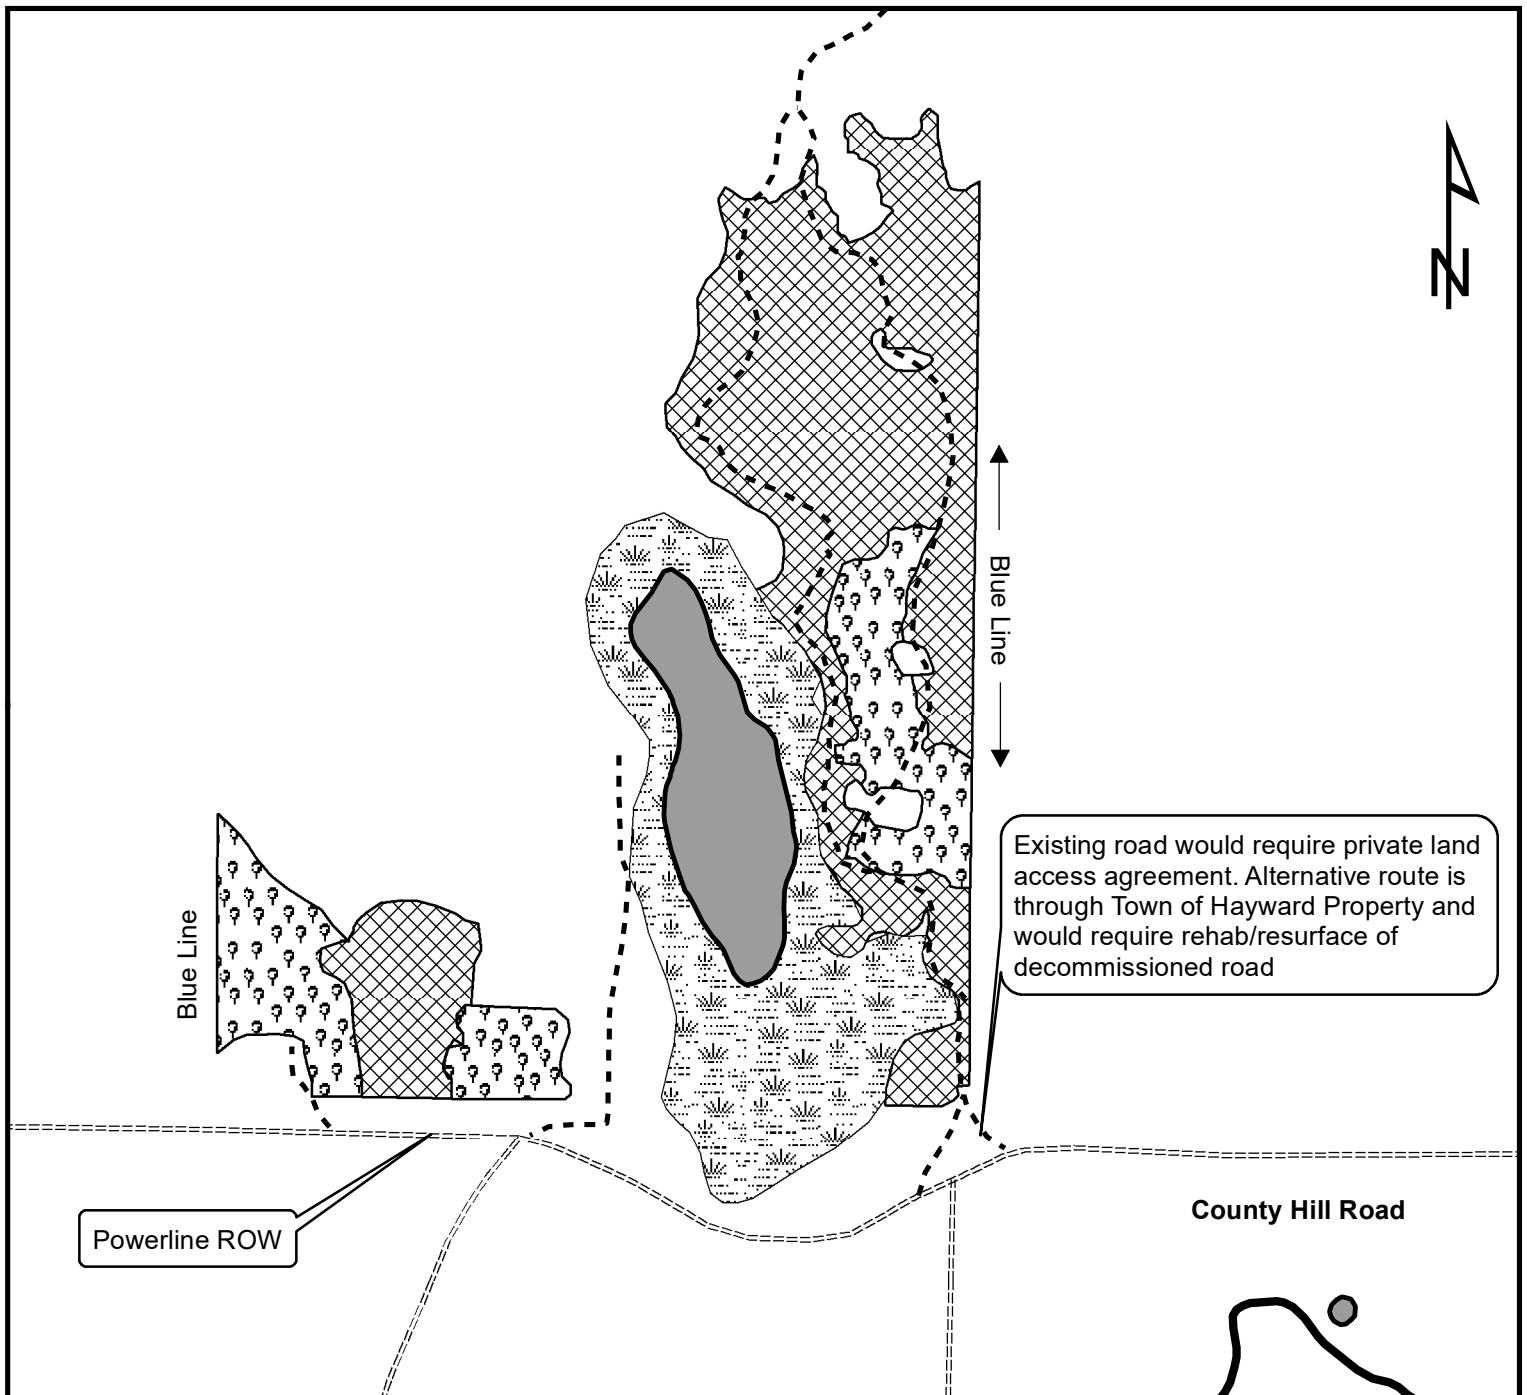 N
Blue Line
Existing road would require private land
access agreement. Alternative route is
through Town of Hayward Property and
would require rehab/resurface of
decommissioned road
Blue Line
Powerline ROW
County Hill Road